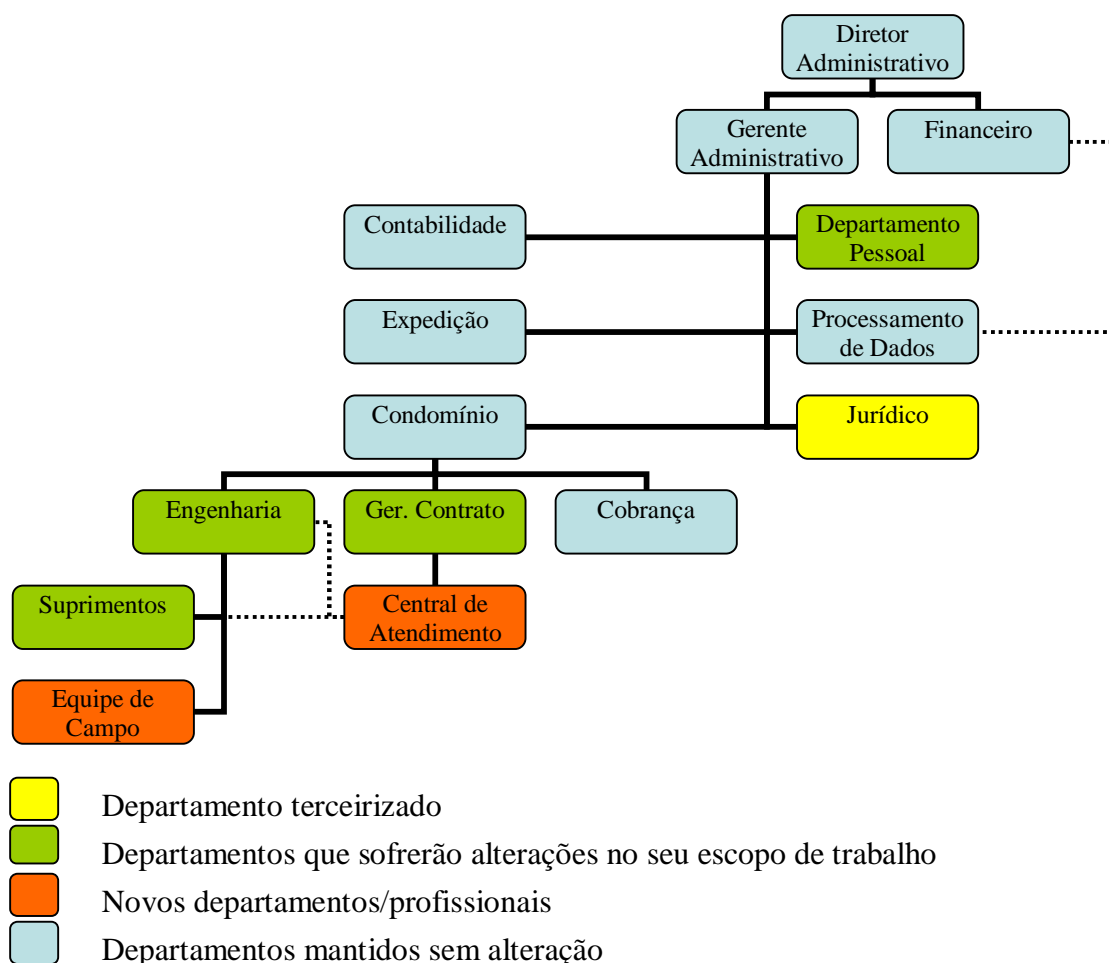 Diretor
Administrativo
Gerente
Administrativo
Financeiro
Contabilidade
Departamento
Pessoal
Expedição
Processamento
de Dados
Condomínio
Jurídico
Engenharia
Ger. Contrato
Cobrança
Suprimentos
Central de
Atendimento
Equipe de
Campo
Departamento terceirizado
Departamentos que sofrerão alterações no seu escopo de trabalho
Novos departamentos/profissionais
Departamentos mantidos sem alteração